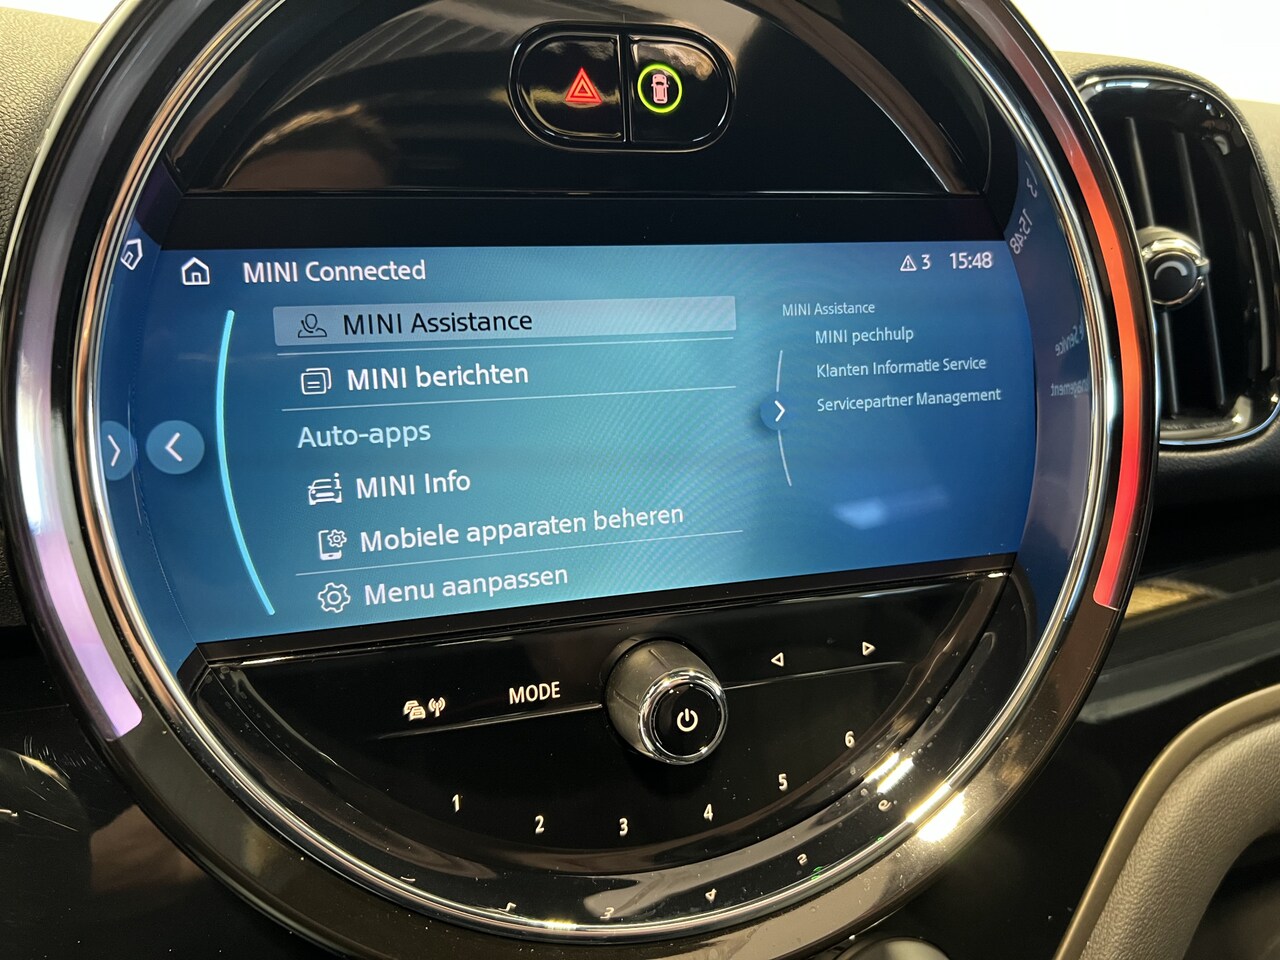 MINI Connected
3 15:48
MINI Assistance
MINI berichten
Auto-apps
MINI Info
Mobiele apparaten beheren
Menu aanpassen
MINI Assistance
MINI pechhulp
Klanten Informatie Service
Servicepartner Management
MODE
1 2 3 4 5 6